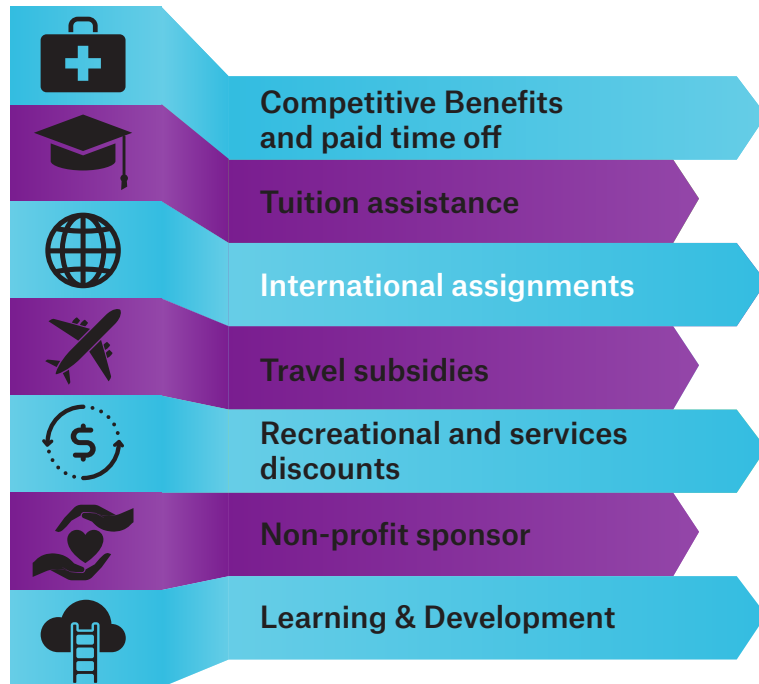 Competitive Benefits
and paid time off
Tuition assistance
International assignments
Travel subsidies
$
Recreational and services
discounts
Non-profit sponsor
Learning & Development